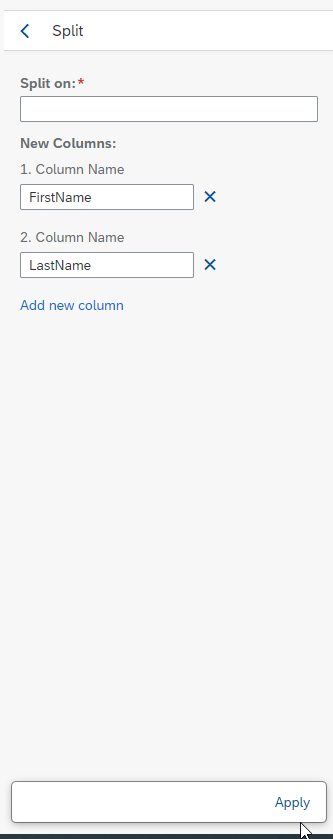 Split
Split on:*
New Columns:
1. Column Name
FirstName
2. Column Name
LastName
Add new column
Apply